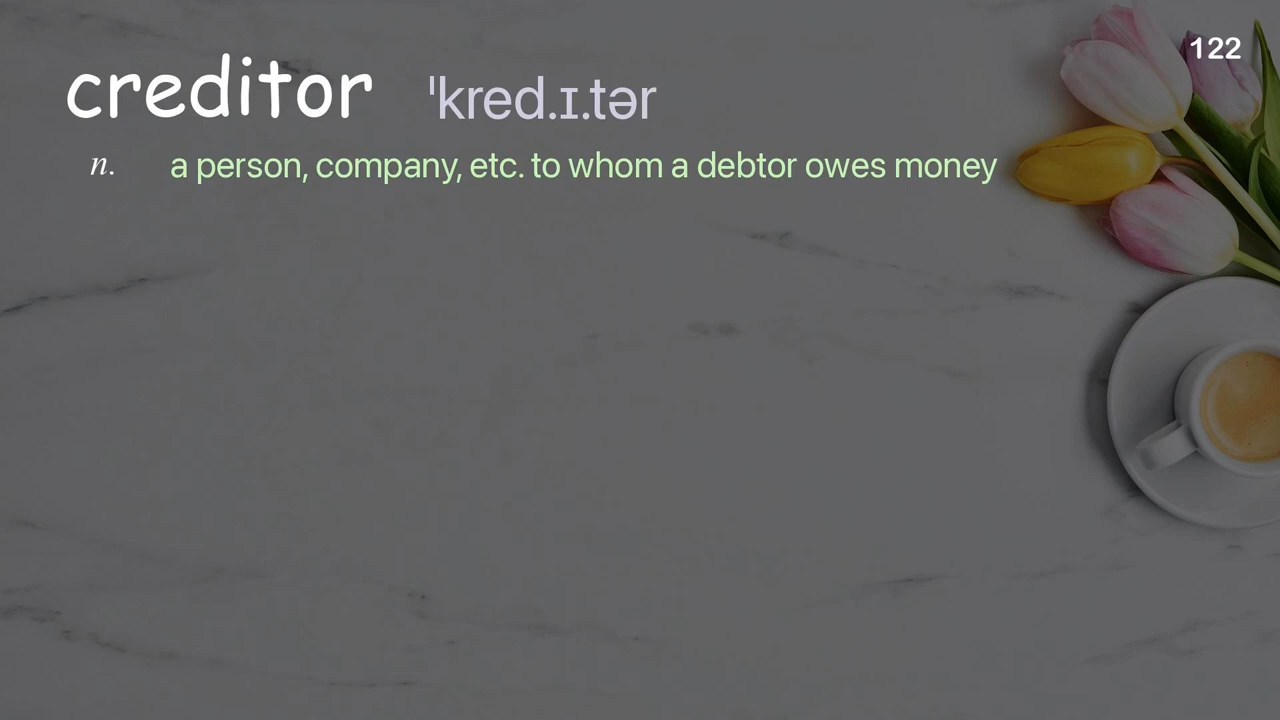 122
creditor ˈkred.ɪ.tər
n. a person, company, etc. to whom a debtor owes money